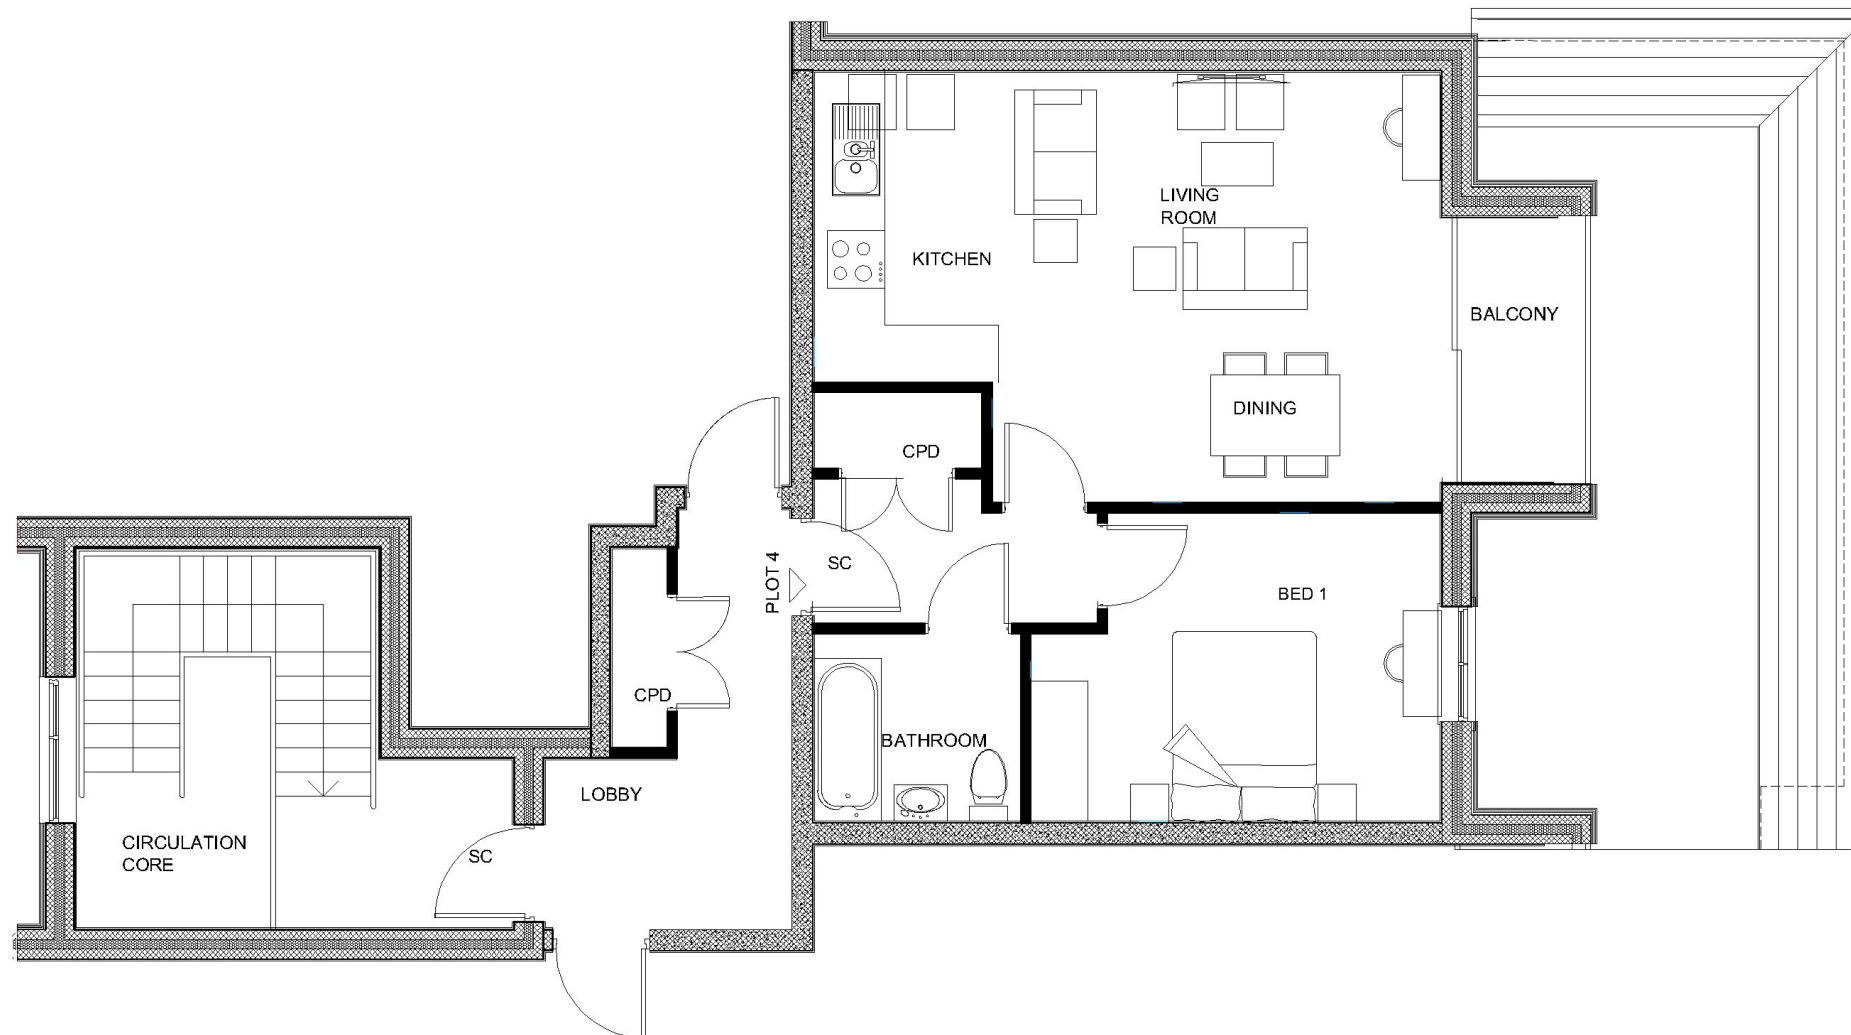 LIVING
ROOM
KITCHEN
BALCONY
DINING
CPD
PLOT 4
SC
BED 1
CPD
BATHROOM
LOBBY
CIRCULATION
CORE
SC